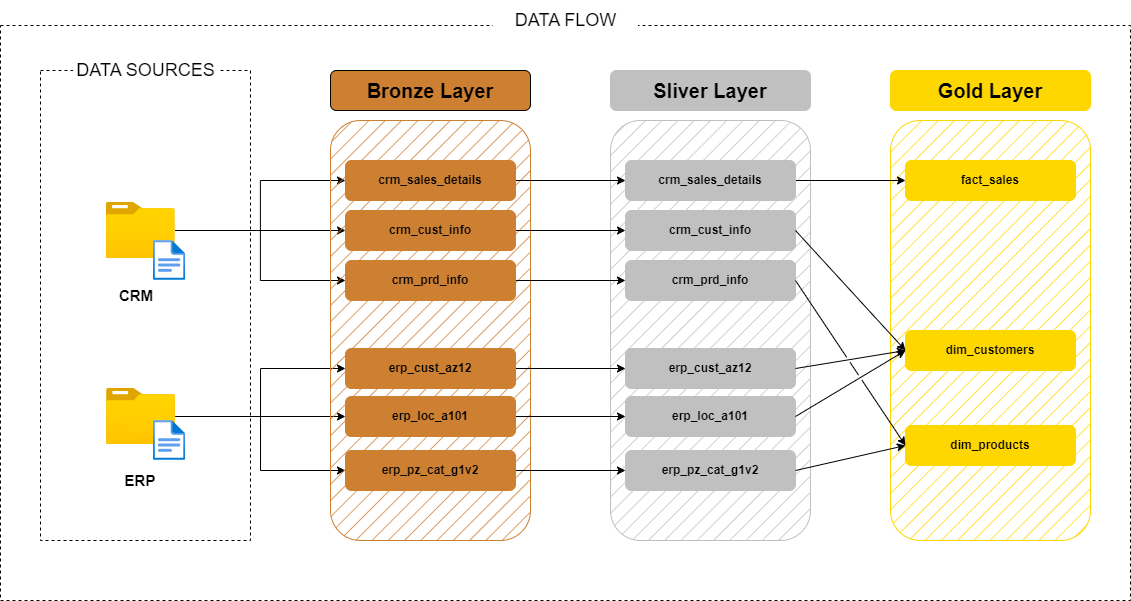 DATA FLOW
DATA SOURCES
Bronze Layer
Sliver Layer
Gold Layer
crm_sales_details
crm_sales_details
fact_sales
crm_cust_info
crm_cust_info
crm_prd_info
crm_prd_info
CRM
dim_customers
erp_cust_az12
erp_cust_az12
erp_loc_a101
erp_loc_a101
dim_products
erp_pz_cat_g1v2
erp_pz_cat_g1v2
ERP